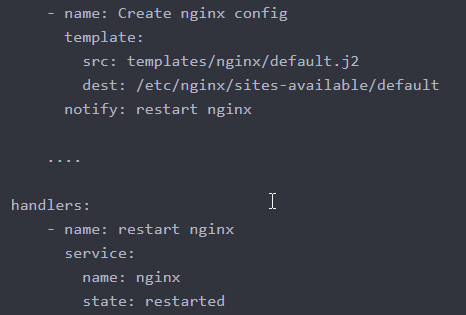 - name: Create nginx config
template:
src: templates/nginx/default.j2
dest: /etc/nginx/sites-available/default
notify: restart nginx
....
handlers:
- name: restart nginx
service:
name: nginx
state: restarted